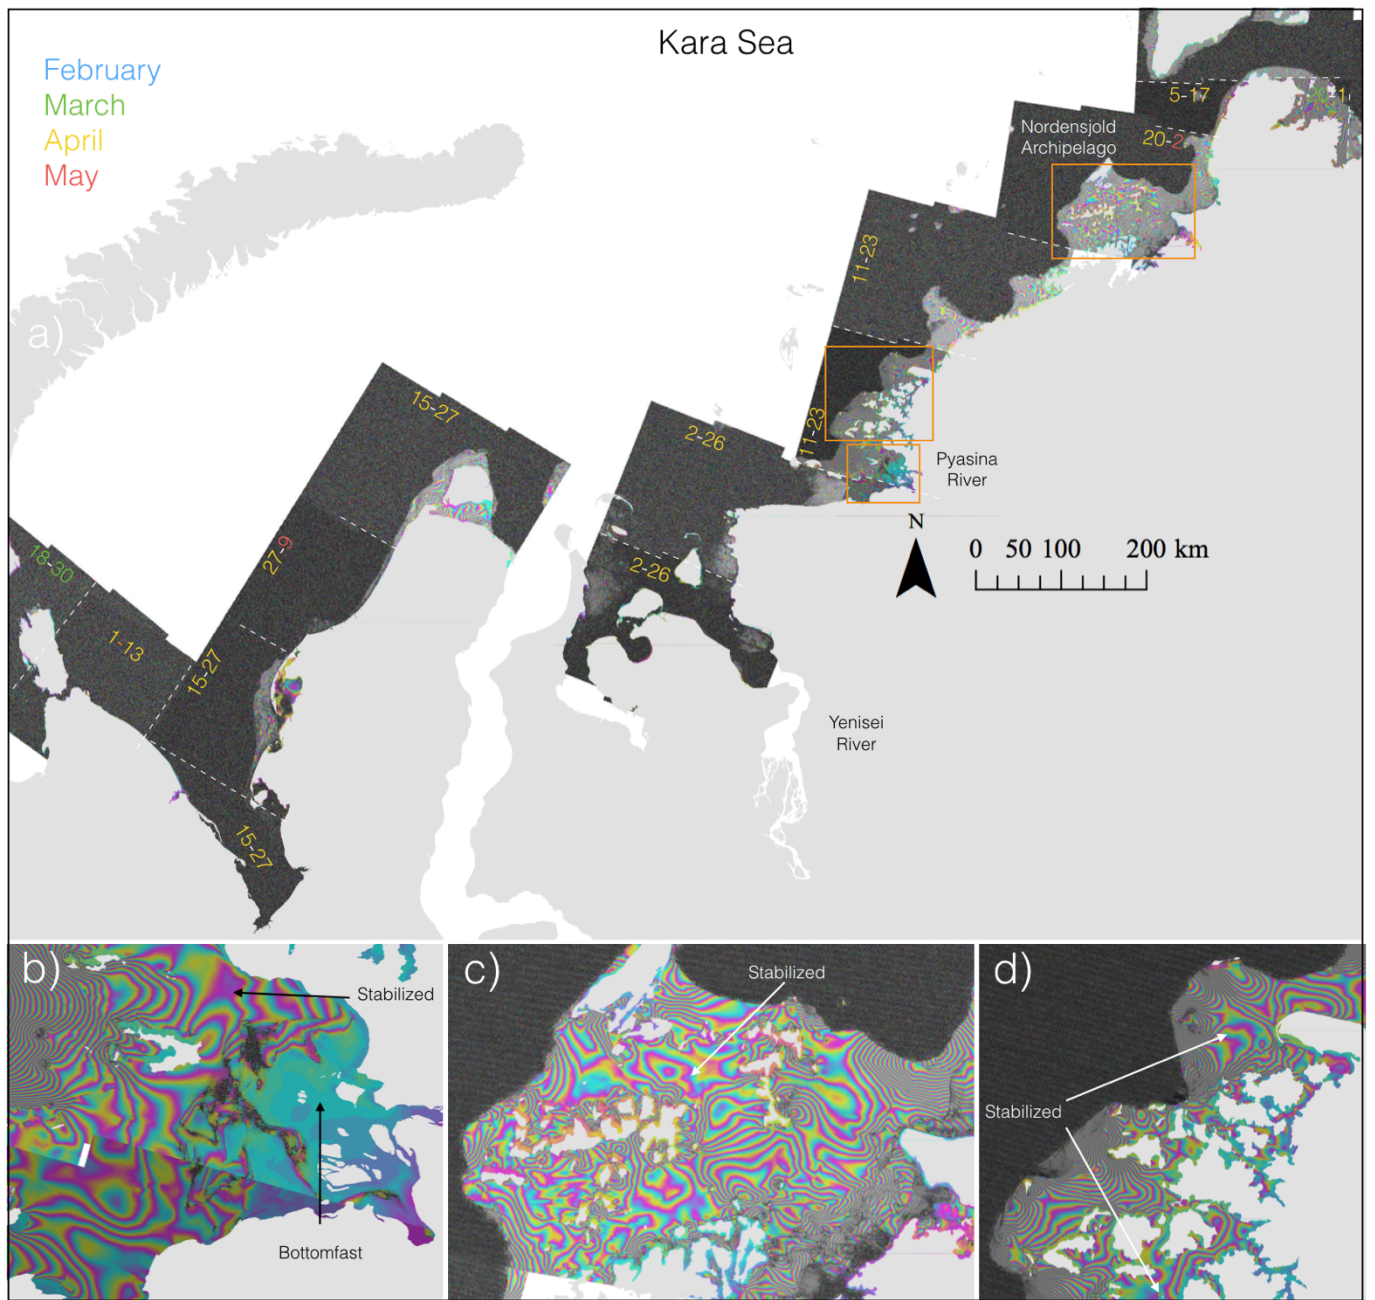 Kara Sea
February
March
April
May
a)
5-17
20-2
Nordensjold
Archipelago
11-23
11-23
15-27
2-26
Pyasina
River
N
0 50 100 200 km
27-9
18-30
2-26
1-13
15-27
Yenisei
River
15-27
b)
Stabilized
Bottomfast
c)
Stabilized
d)
Stabilized